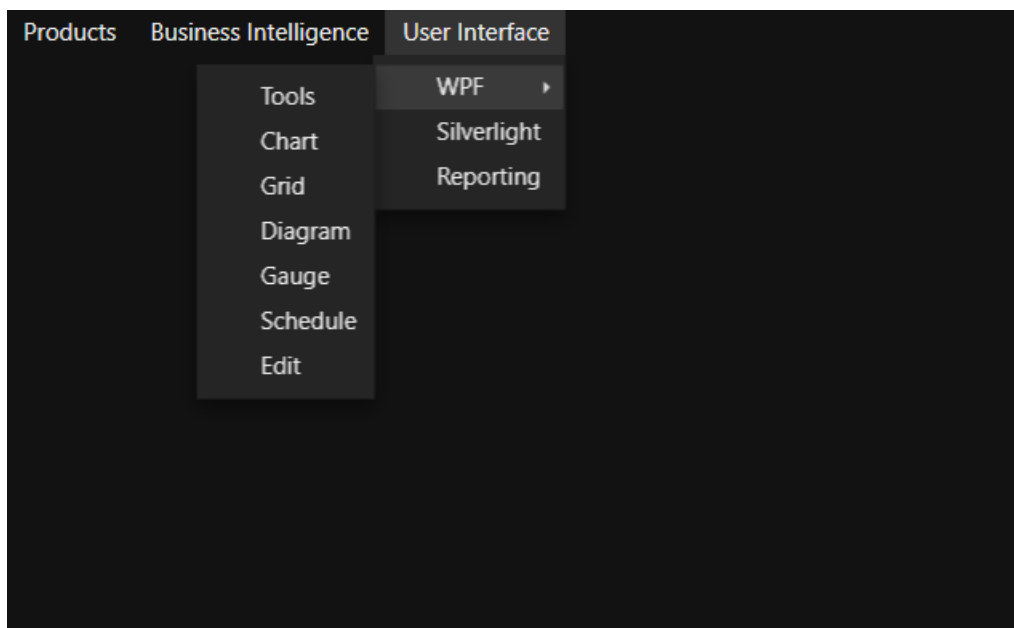 Products Business Intelligence User Interface
WPF
Silverlight
Reporting
Tools
Chart
Grid
Diagram
Gauge
Schedule
Edit